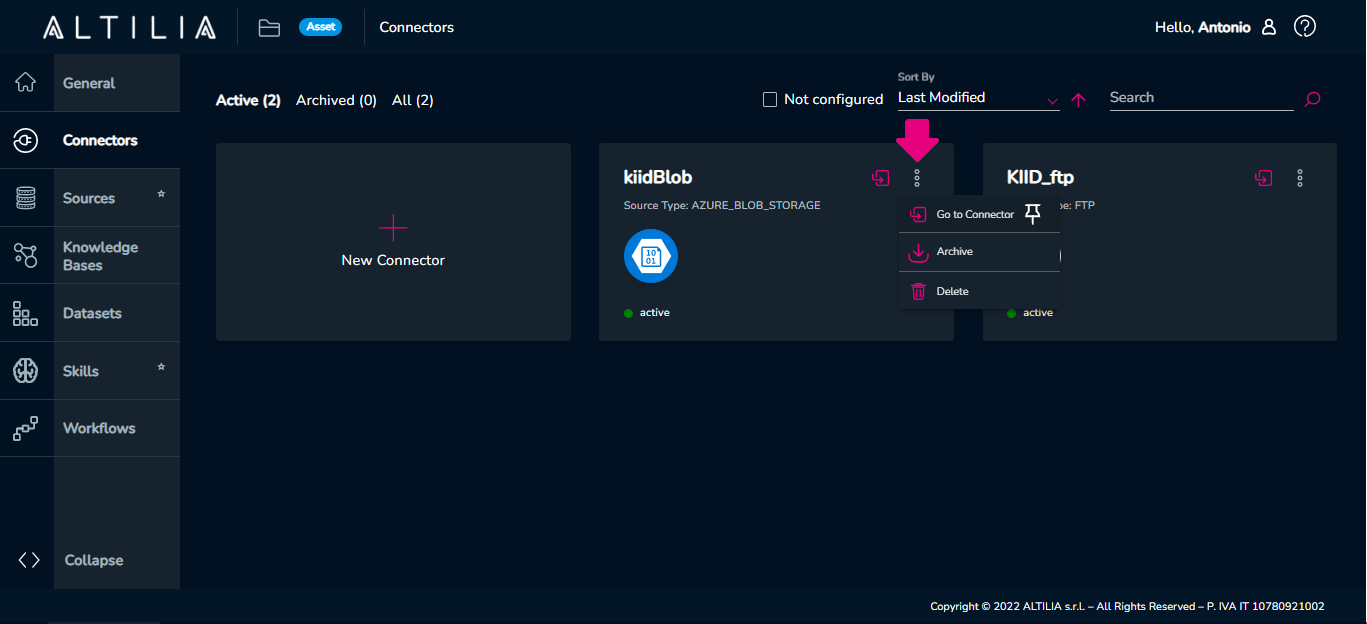 ALTILIA
Asset
Connectors
Hello, Antonio
General
Connectors
Sources
Knowledge
Bases
Datasets
Skills
Workflows
Collapse
Active (2) Archived (0) All (2)
Not configured
Sort By
Last Modified
Search
New Connector
kiidBlob
Source Type: AZURE_BLOB_STORAGE
10
01
active
Go to Connector
Archive
Delete
KIID_ftp
pe: FTP
active
Copyright © 2022 ALTILIA s.r.l. – All Rights Reserved – P. IVA IT 10780921002